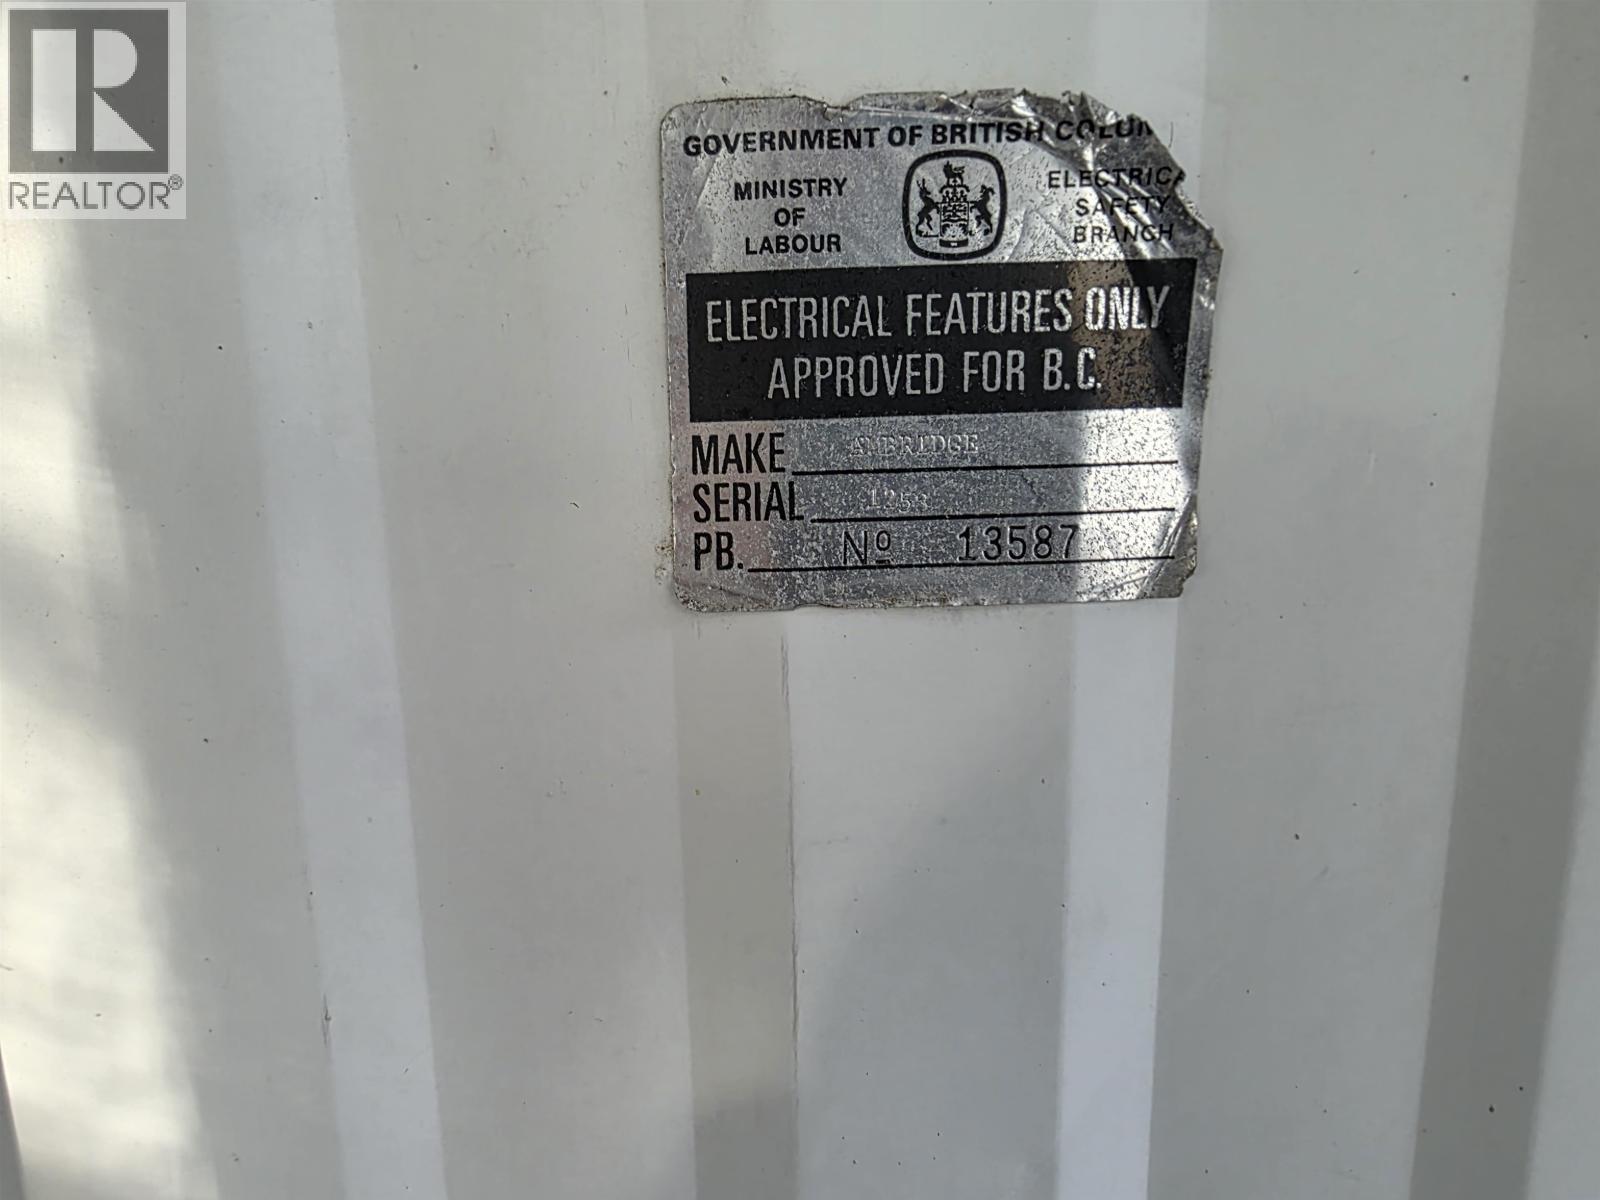 REALTOR®
GOVERNMENT OF BRITISH
MINISTRY
OF
LABOUR
ELECTRICA
SAFETY
BRANCH
ELECTRICAL FEATURES ONLY
APPROVED FOR B.C.
MAKE AMBRIDGE
SERIAL
PB. Nº 13587